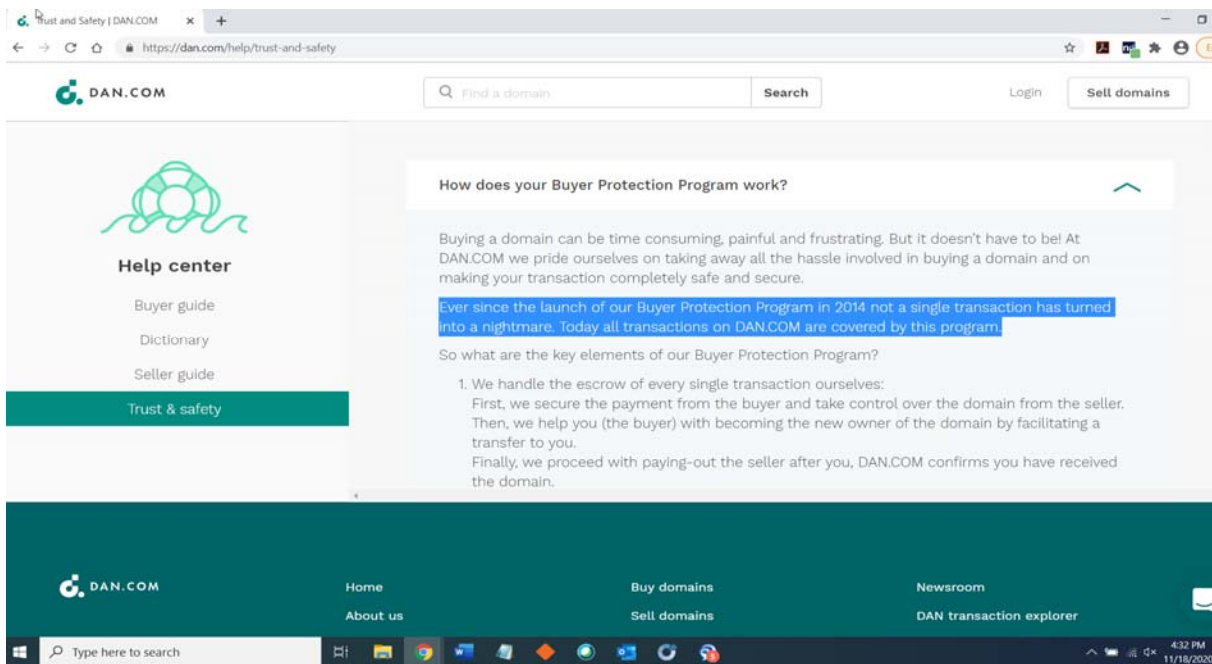 Trust and Safety | DAN.COM
https://dan.com/help/trust-and-safety
DAN.COM
Find a domain
Search
Login
Sell domains
Help center
Buyer guide
Dictionary
Seller guide
Trust & safety
How does your Buyer Protection Program work?
Buying a domain can be time consuming, painful and frustrating. But it doesn't have to be! At
DAN.COM we pride ourselves on taking away all the hassle involved in buying a domain and on
making your transaction completely safe and secure.
Ever since the launch of our Buyer Protection Program in 2014 not a single transaction has turned
into a nightmare. Today all transactions on DAN.COM are covered by this program.
So what are the key elements of our Buyer Protection Program?
1. We handle the escrow of every single transaction ourselves:
First, we secure the payment from the buyer and take control over the domain from the seller.
Then, we help you (the buyer) with becoming the new owner of the domain by facilitating a
transfer to you.
Finally, we proceed with paying-out the seller after you, DAN.COM confirms you have received
the domain.
DAN.COM
Home
Buy domains
Newsroom
About us
Sell domains
DAN transaction explorer
Type here to search
4:32 PM
11/18/2020